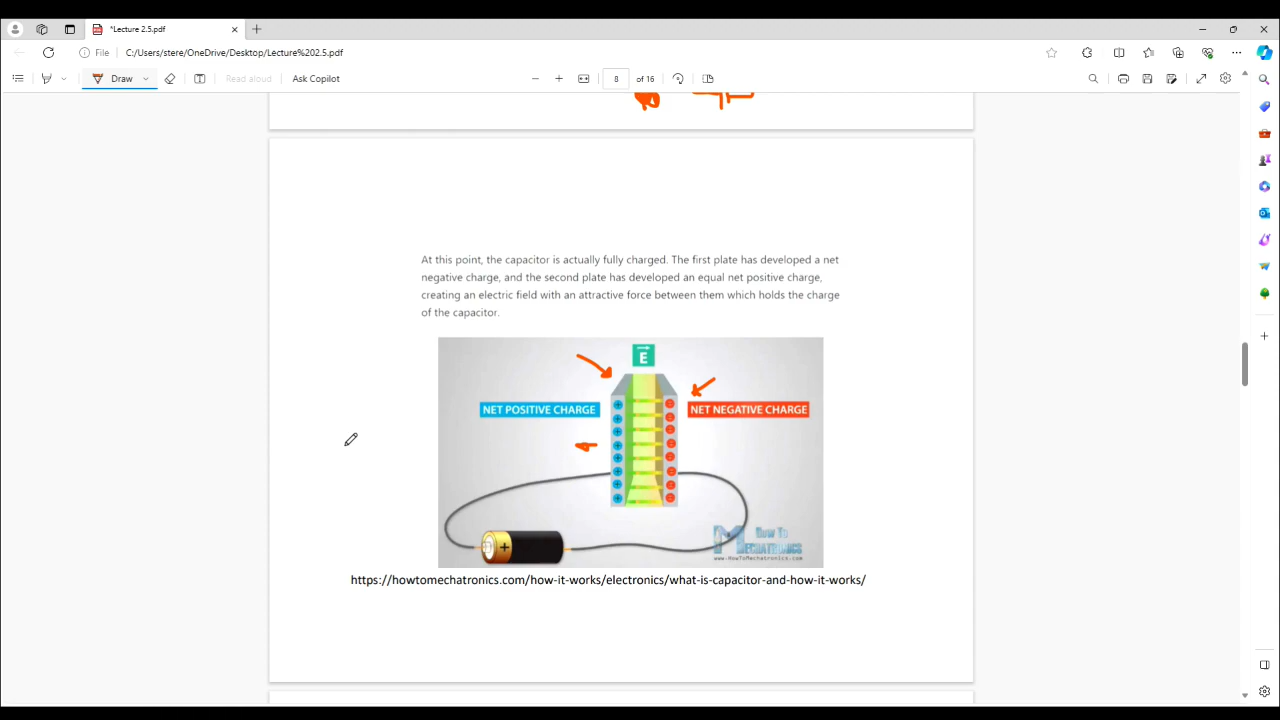 *Lecture 2.5.pdf
File
C:/Users/stere/OneDrive/Desktop/Lecture%202.5.pdf
Draw
Read aloud
Ask Copilot
8
of 16
At this point, the capacitor is actually fully charged. The first plate has developed a net
negative charge, and the second plate has developed an equal net positive charge,
creating an electric field with an attractive force between them which holds the charge
of the capacitor.
E
NET POSITIVE CHARGE
NET NEGATIVE CHARGE
+
HOW TO
MECHATRONICS
www.HowToMechatronics.com
https://howtomechatronics.com/how-it-works/electronics/what-is-capacitor-and-how-it-works/